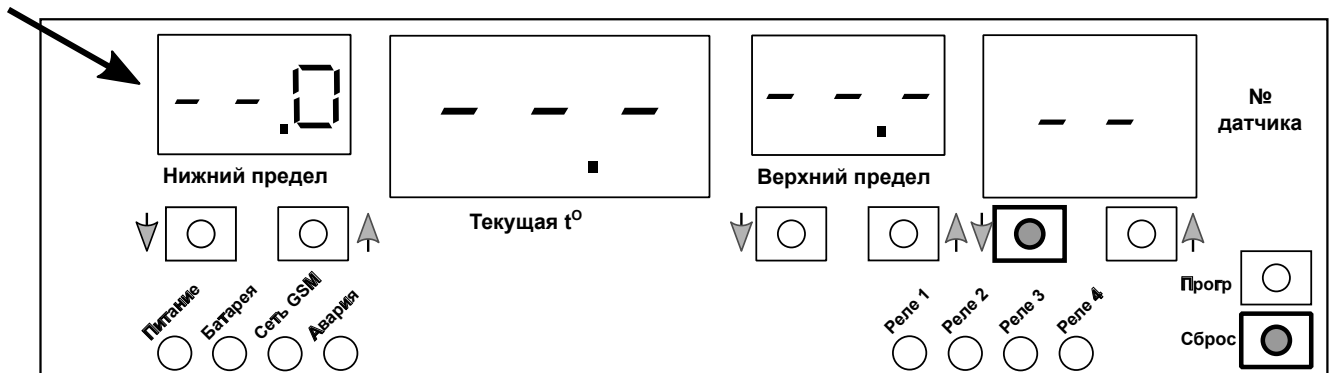 - - .0
- - - .
- - - .
- -
№
датчика
Нижний предел
Текущая tº
Верхний предел
Питание
Батарея
Сеть GSM
Авария
Реле 1
Реле 2
Реле 3
Реле 4
Прогр
Сброс